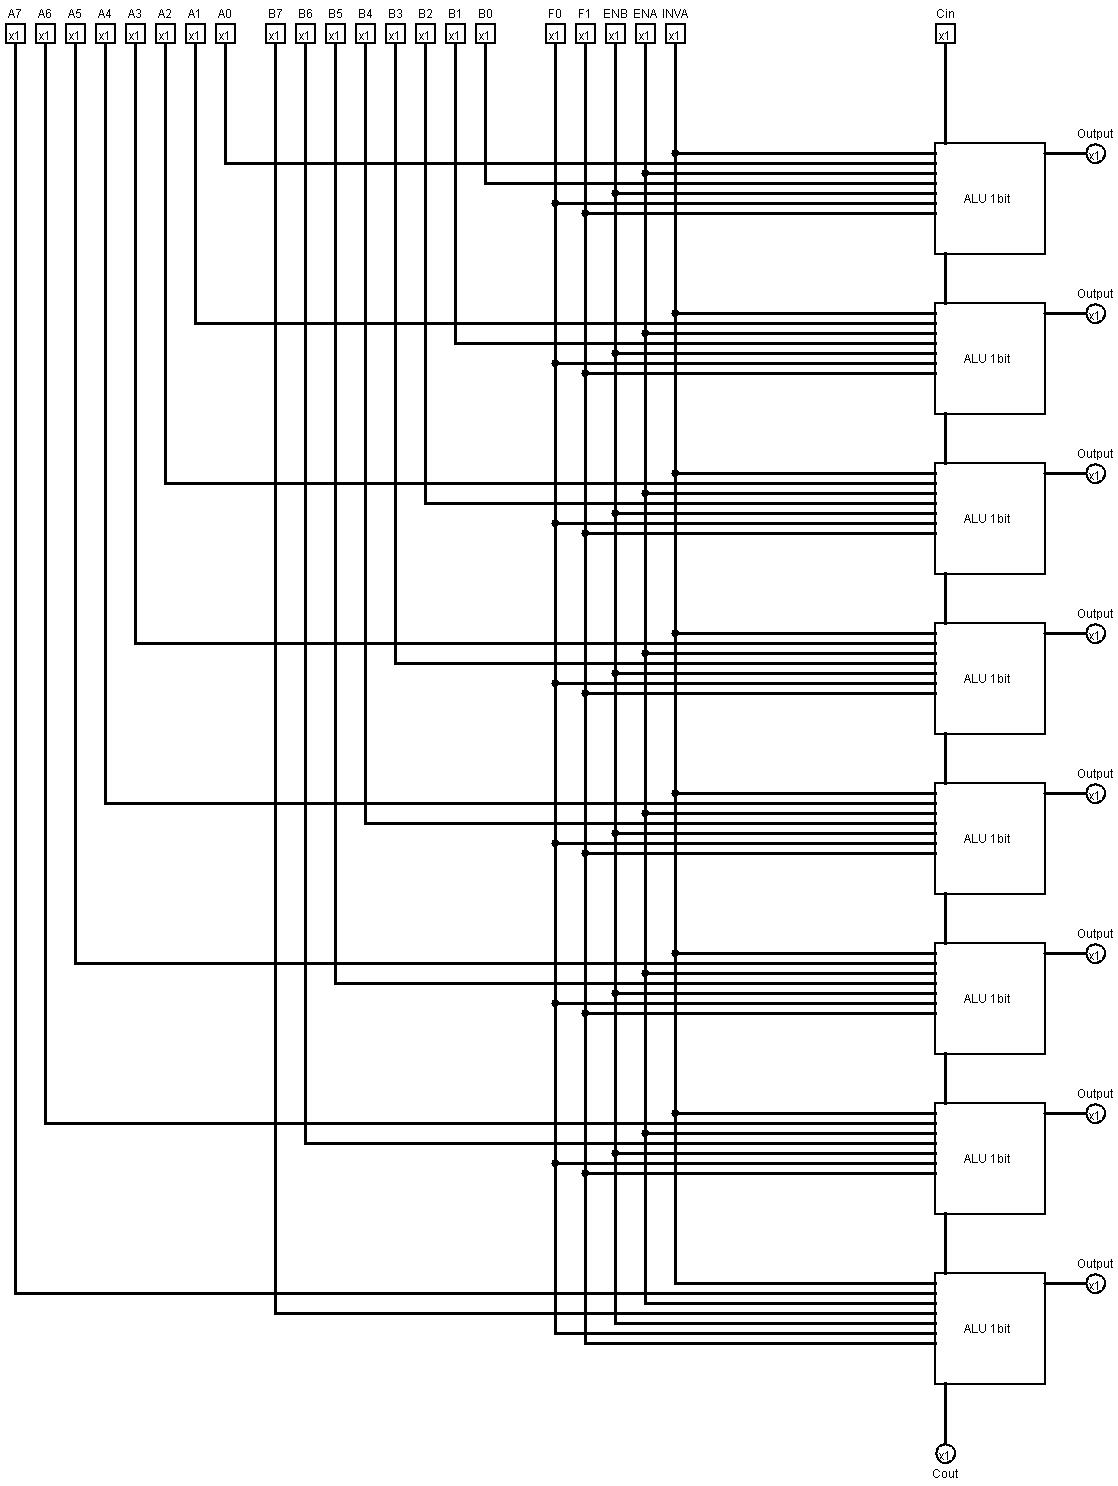 A7 A6 A5 A4 A3 A2 A1 A0 B7 B6 B5 B4 B3 B2 B1 B0 F0 F1 ENB ENA INVA Cin
x1 x1 x1 x1 x1 x1 x1 x1 x1 x1 x1 x1 x1 x1 x1 x1 x1 x1 x1 x1 x1 x1
Output
x1
ALU 1bit
Output
x1
ALU 1bit
Output
x1
ALU 1bit
Output
x1
ALU 1bit
Output
x1
ALU 1bit
Output
x1
ALU 1bit
Output
x1
ALU 1bit
Output
x1
ALU 1bit
x1
Cout